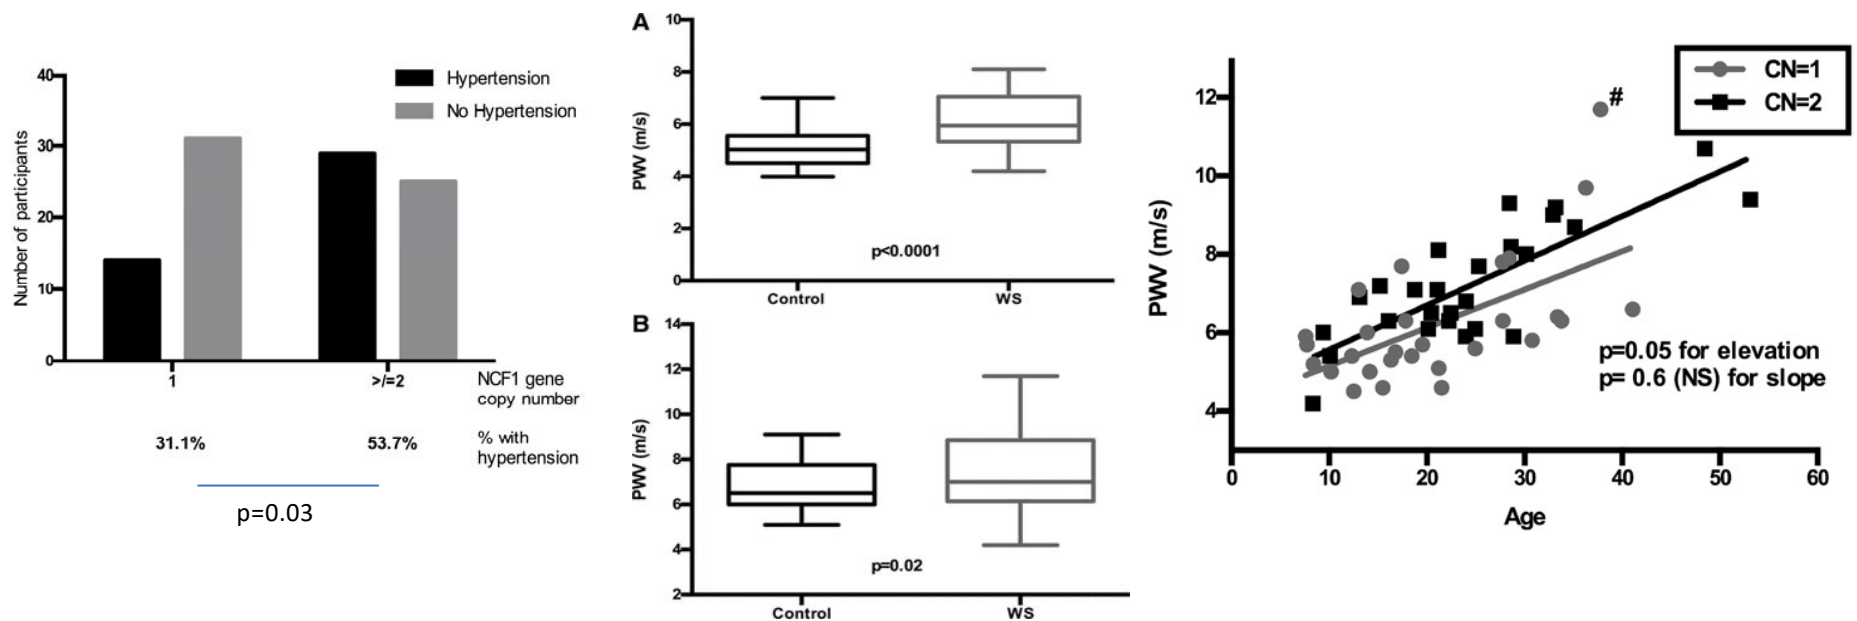 Number of participants
40
30
20
10
0
Hypertension
No Hypertension
1
>/=2
NCF1 gene
copy number
31.1%
53.7%
% with
hypertension
p=0.03
A
PWV (m/s)
10
8
6
4
2
0
p<0.0001
Control
WS
B
PWV (m/s)
14
12
10
8
6
4
2
p=0.02
Control
WS
PWV (m/s)
12
10
8
6
4
#
CN=1
CN=2
p=0.05 for elevation
p= 0.6 (NS) for slope
0
10
20
30
40
50
60
Age